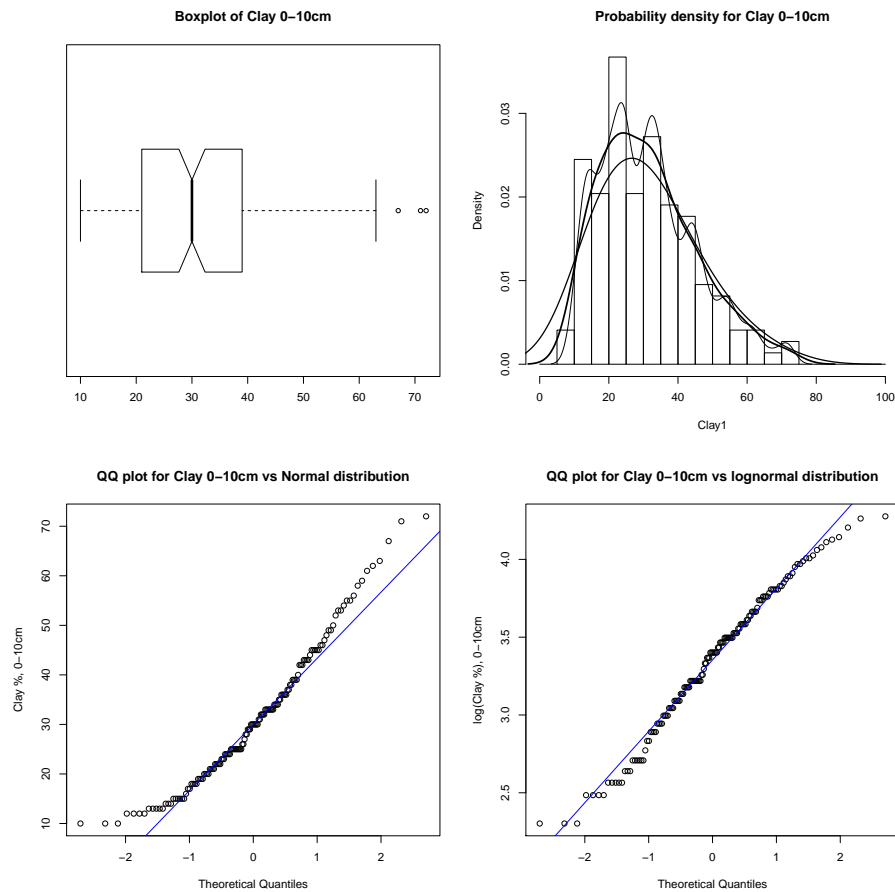 Boxplot of Clay 0−10cm
10 20 30 40 50 60 70
Probability density for Clay 0−10cm
Density
0.00 0.01 0.02 0.03
0 20 40 60 80 100
Clay1
QQ plot for Clay 0−10cm vs Normal distribution
Clay %, 0−10cm
10 20 30 40 50 60 70
−2 −1 0 1 2
Theoretical Quantiles
QQ plot for Clay 0−10cm vs lognormal distribution
log(Clay %), 0−10cm
2.5 3.0 3.5 4.0
−2 −1 0 1 2
Theoretical Quantiles